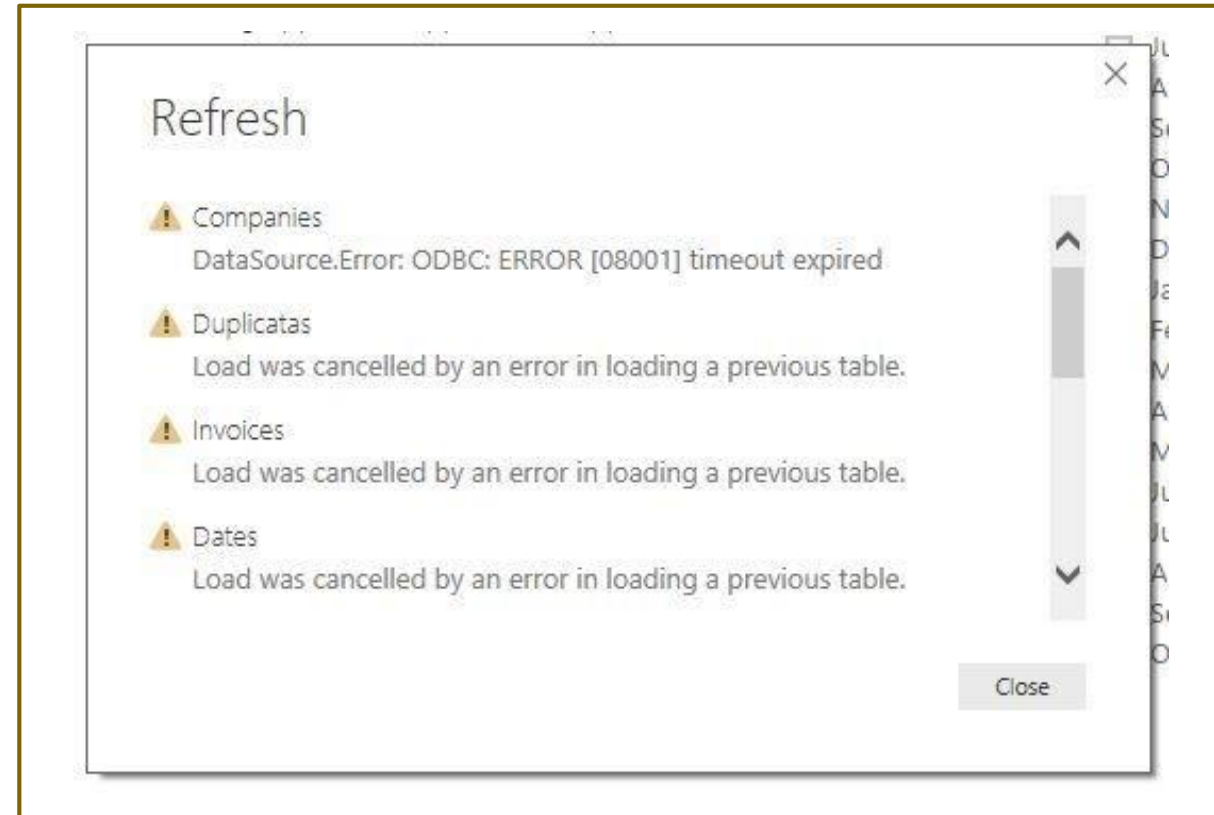 Refresh
Companies
DataSource.Error: ODBC: ERROR [08001] timeout expired
Duplicatas
Load was cancelled by an error in loading a previous table.
Invoices
Load was cancelled by an error in loading a previous table.
Dates
Load was cancelled by an error in loading a previous table.
Close